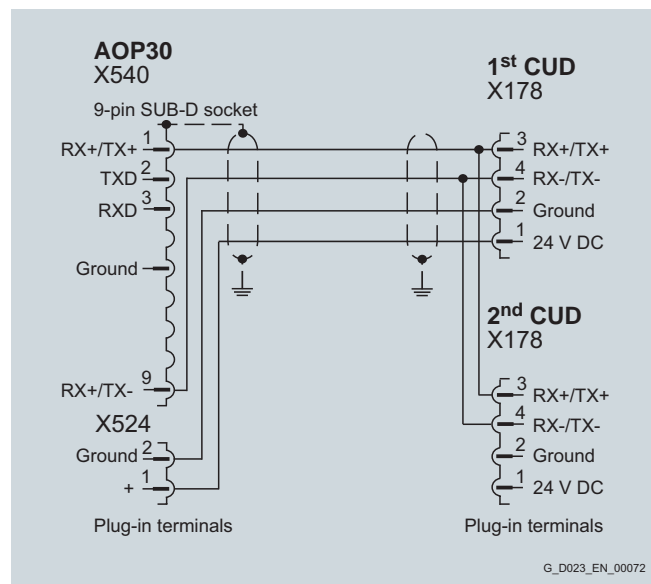 AOP30
X540
9-pin SUB-D socket
1
RX+/TX+
2
TXD
3
RXD
Ground
9
RX+/TX-
X524
2
Ground
1
+
Plug-in terminals
1st CUD
X178
3
RX+/TX+
4
RX-/TX-
2
Ground
1
24 V DC
2nd CUD
X178
3
RX+/TX+
4
RX-/TX-
2
Ground
1
24 V DC
Plug-in terminals
G_D023_EN_00072